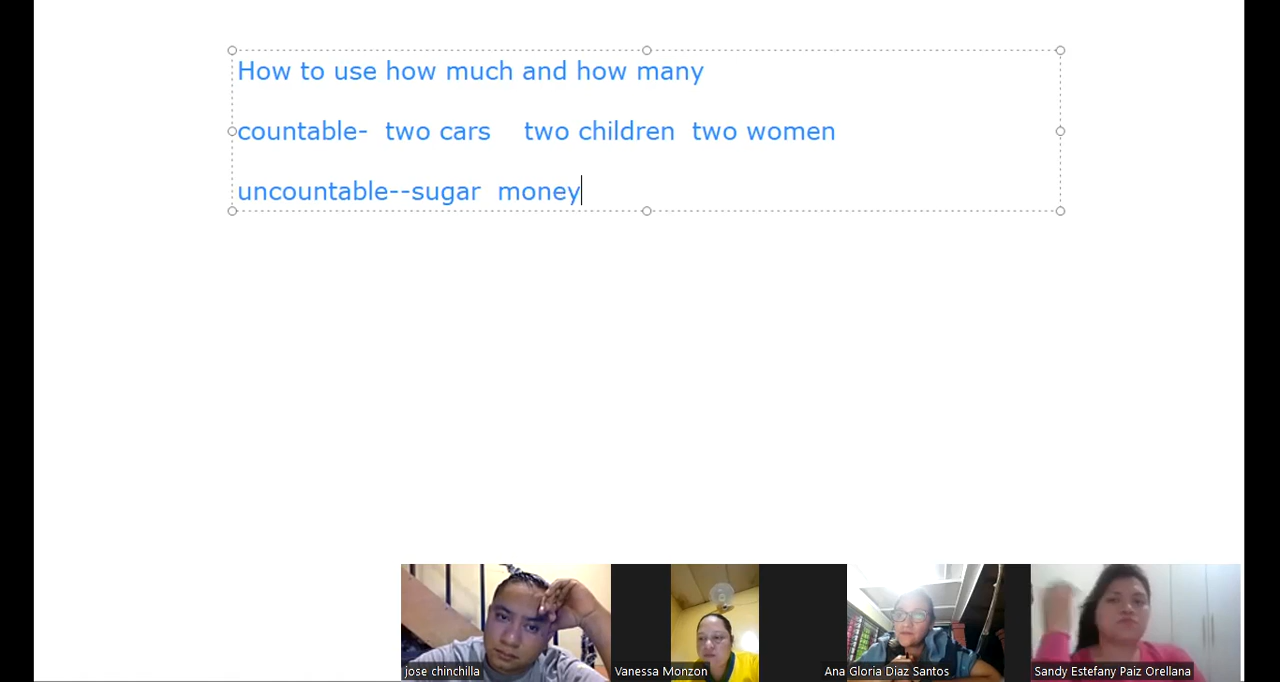 How to use how much and how many
countable-  two cars    two children  two women
uncountable--sugar  money
jose chinchilla
Vanessa Monzon
Ana Gloria Diaz Santos
Sandy Estefany Paiz Orellana